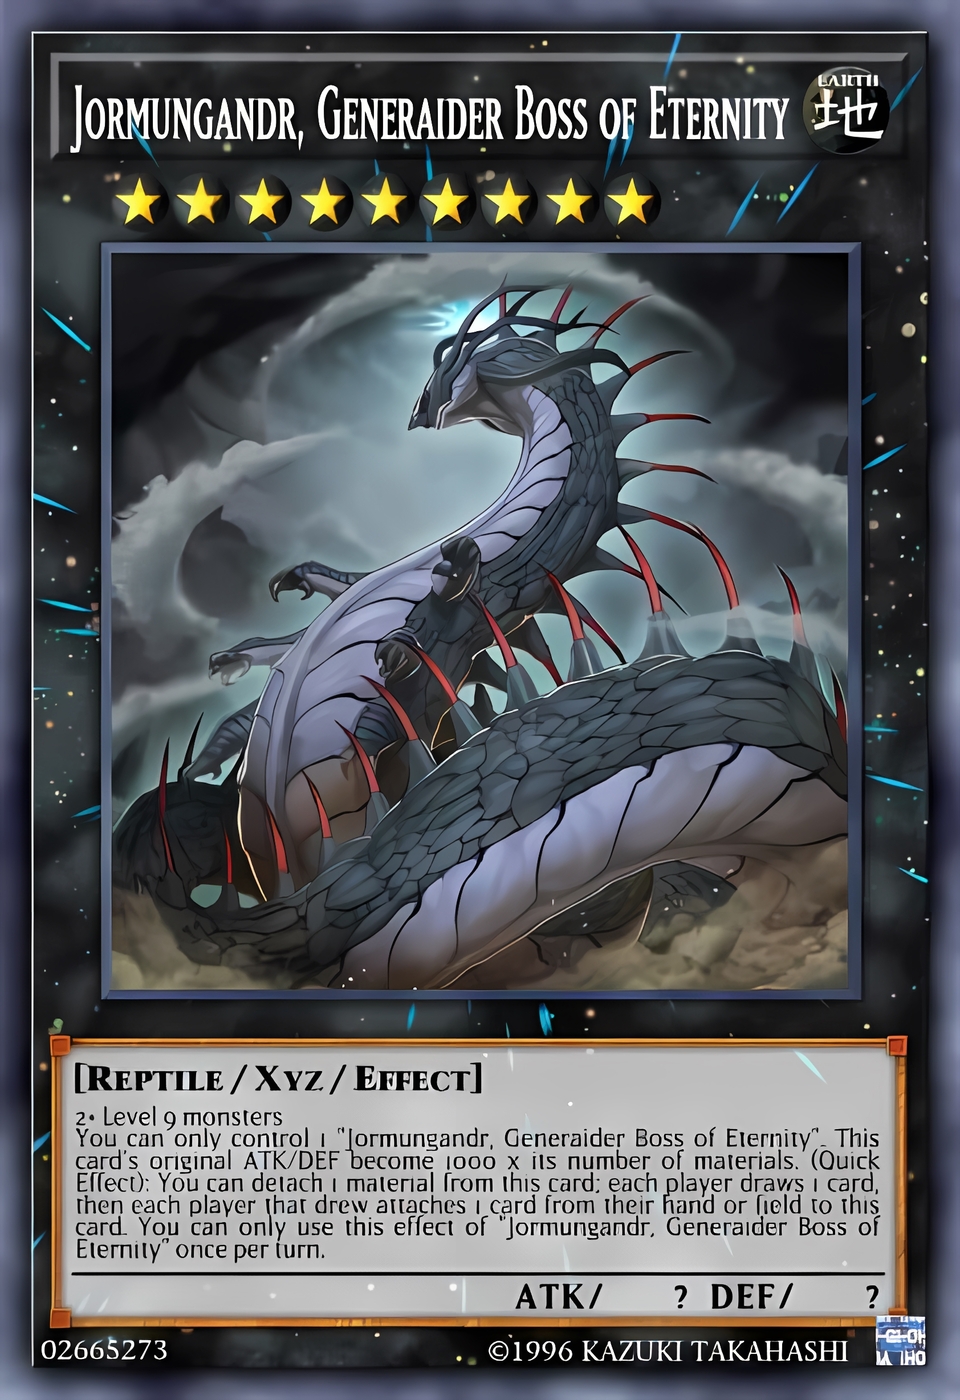 JORMUNGANDR, GENERAIDER BOSS OF ETERNITY
EARTH
地
[REPTILE / XYZ / EFFECT]
2+ Level 9 monsters
You can only control 1 "Jormungandr, Generaider Boss of Eternity". This
card's original ATK/DEF become 1000 x its number of materials. (Quick
Effect): You can detach 1 material from this card; each player draws 1 card,
then each player that drew attaches 1 card from their hand or field to this
card. You can only use this effect of "Jormungandr, Generaider Boss of
Eternity" once per turn.
ATK/ ? DEF/ ?
02665273
©1996 KAZUKI TAKAHASHI